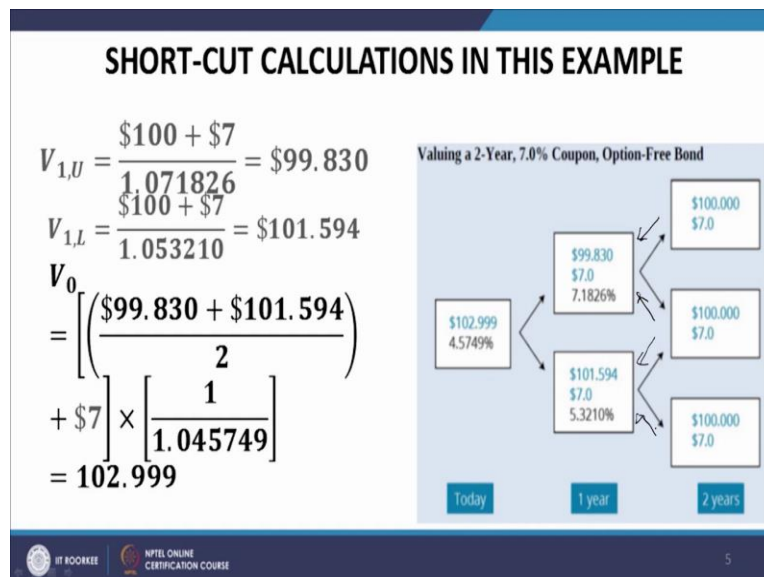 SHORT-CUT CALCULATIONS IN THIS EXAMPLE
V₁,U = ($100 + $7) / 1.071826 = $99.830
V₁,L = ($100 + $7) / 1.053210 = $101.594
V₀
= [(($99.830 + $101.594) / 2)
+ $7] × [1 / 1.045749]
= 102.999
Valuing a 2-Year, 7.0% Coupon, Option-Free Bond
$102.999
4.5749%
$99.830
$7.0
7.1826%
$101.594
$7.0
5.3210%
$100.000
$7.0
$100.000
$7.0
$100.000
$7.0
Today
1 year
2 years
IIT ROORKEE
NPTEL ONLINE
CERTIFICATION COURSE
5